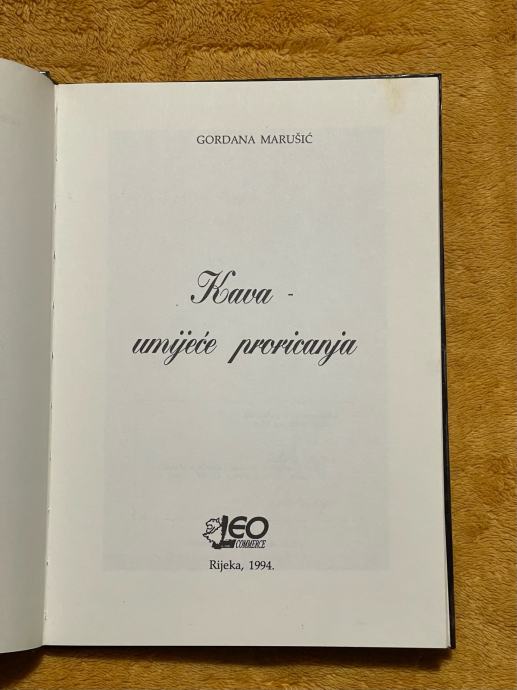 GORDANA MARUŠIĆ
Kava -
umijeće proricanja
LEO
COMMERCE
Rijeka, 1994.